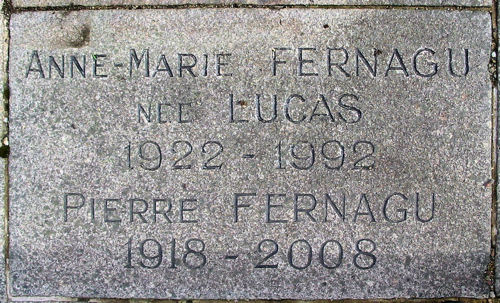 Anne-Marie FERNAGU
NÉE LUCAS
1922 - 1992
Pierre FERNAGU
1918 - 2008